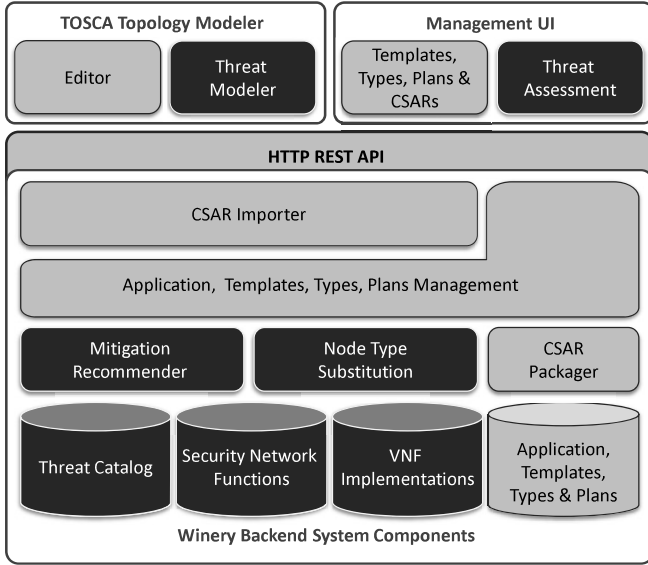 TOSCA Topology Modeler
Editor
Threat
Modeler
Management UI
Templates,
Types, Plans &
CSARs
Threat
Assessment
HTTP REST API
CSAR Importer
Application, Templates, Types, Plans Management
Mitigation
Recommender
Node Type
Substitution
CSAR
Packager
Threat Catalog
Security Network
Functions
VNF
Implementations
Application,
Templates,
Types & Plans
Winery Backend System Components